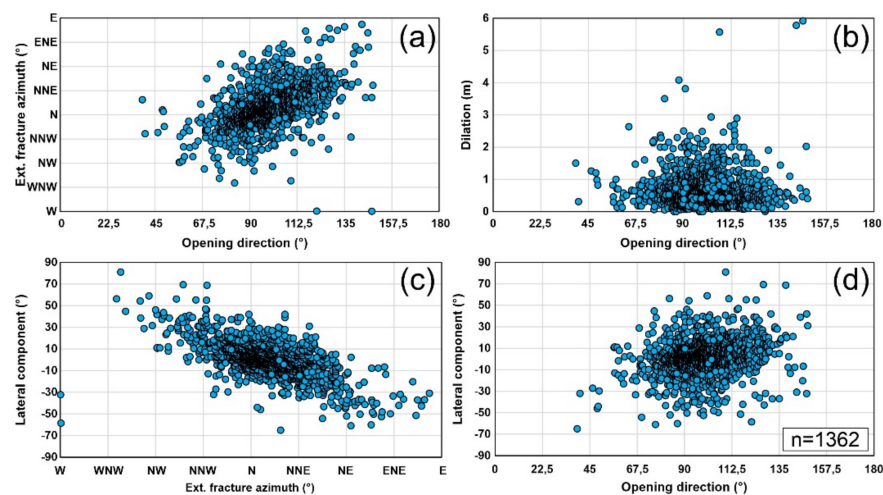 (a)
Ext. fracture azimuth (°)
E
ENE
NE
NNE
N
NNW
NW
WNW
W
0 22,5 45 67,5 90 112,5 135 157,5 180
Opening direction (°)
(b)
Dilation (m)
6
5
4
3
2
1
0
0 22,5 45 67,5 90 112,5 135 157,5 180
Opening direction (°)
(c)
Lateral component (°)
90
70
50
30
10
-10
-30
-50
-70
-90
W WNW NW NNW N NNE NE ENE E
Ext. fracture azimuth (°)
(d)
Lateral component (°)
90
70
50
30
10
-10
-30
-50
-70
-90
n=1362
0 22,5 45 67,5 90 112,5 135 157,5 180
Opening direction (°)